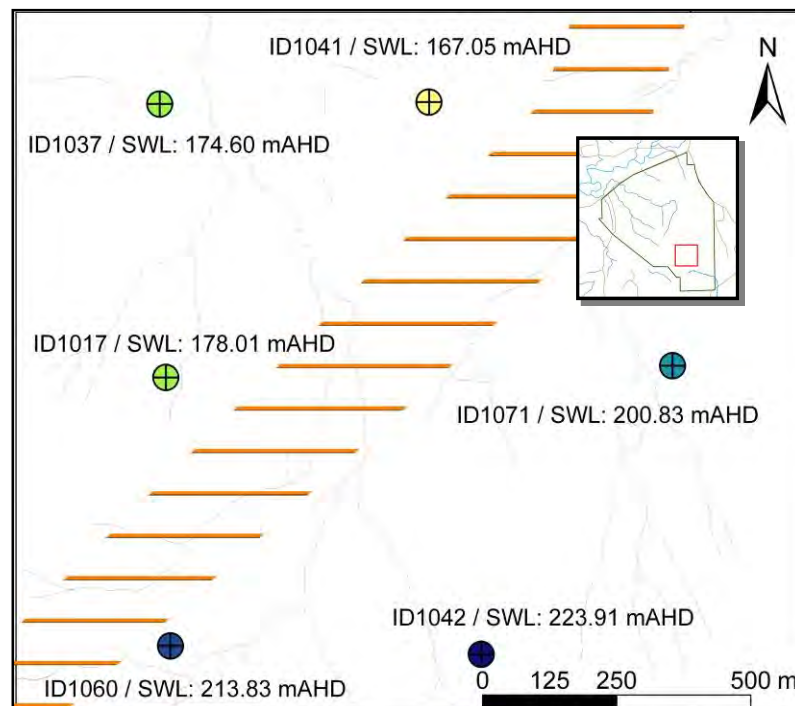 ID1041 / SWL: 167.05 mAHD
N
ID1037 / SWL: 174.60 mAHD
ID1017 / SWL: 178.01 mAHD
ID1071 / SWL: 200.83 mAHD
ID1042 / SWL: 223.91 mAHD
ID1060 / SWL: 213.83 mAHD
0 125 250 500 m